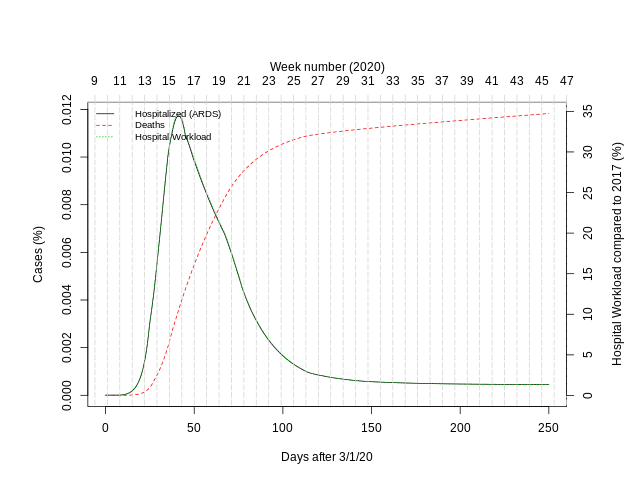 Week number (2020)
9 11 13 15 17 19 21 23 25 27 29 31 33 35 37 39 41 43 45 47
Hospitalized (ARDS)
Deaths
Hospital Workload
Cases (%)
0.000 0.002 0.004 0.006 0.008 0.010 0.012
Hospital Workload compared to 2017 (%)
0 5 10 15 20 25 30 35
0 50 100 150 200 250
Days after 3/1/20